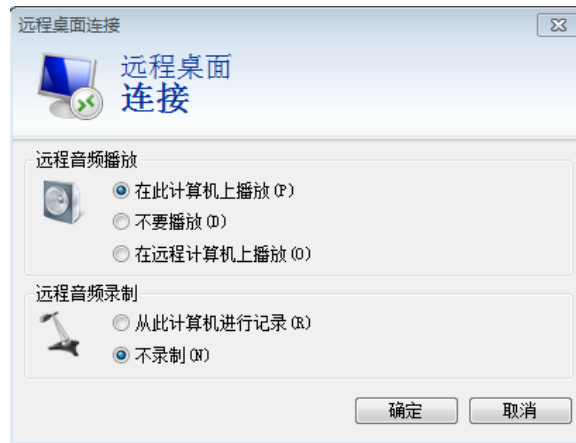 远程桌面连接
远程桌面
连接
远程音频播放
在此计算机上播放(P)
不要播放(D)
在远程计算机上播放(O)
远程音频录制
从此计算机进行记录(R)
不录制(N)
确定
取消